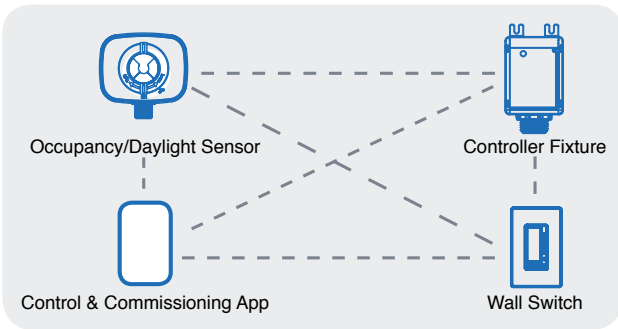 Occupancy/Daylight Sensor
Controller Fixture
Control & Commissioning App
Wall Switch